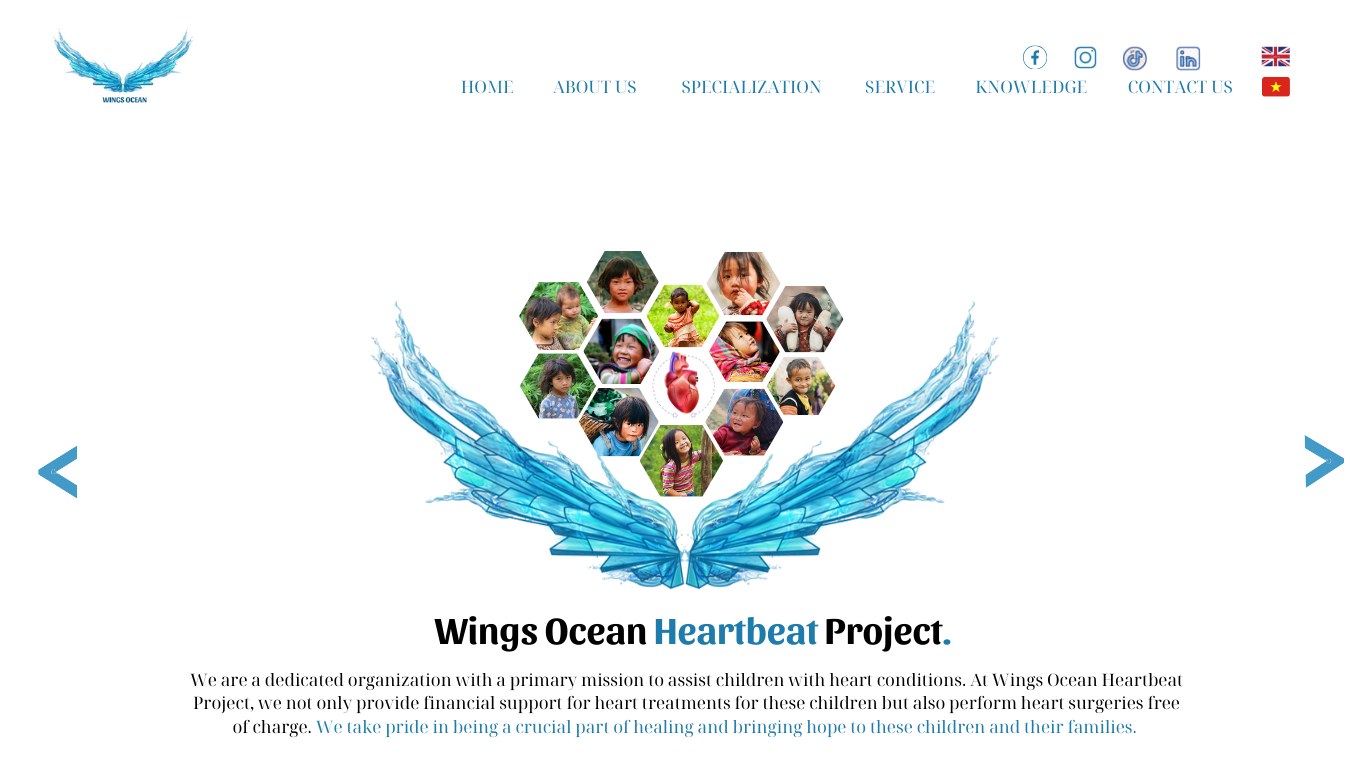 WINGS OCEAN
HOME ABOUT US SPECIALIZATION SERVICE KNOWLEDGE CONTACT US
<
>
Wings Ocean Heartbeat Project.
We are a dedicated organization with a primary mission to assist children with heart conditions. At Wings Ocean Heartbeat
Project, we not only provide financial support for heart treatments for these children but also perform heart surgeries free
of charge. We take pride in being a crucial part of healing and bringing hope to these children and their families.